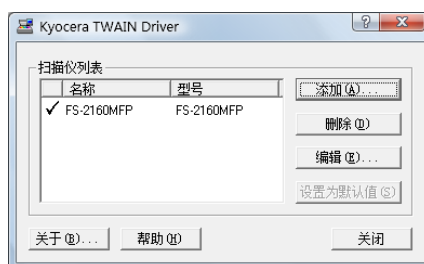 Kyocera TWAIN Driver
扫描仪列表
名称 型号
FS-2160MFP FS-2160MFP
添加(A)...
删除(D)
编辑(E)...
设置为默认值(S)
关于(B)... 帮助(H) 关闭